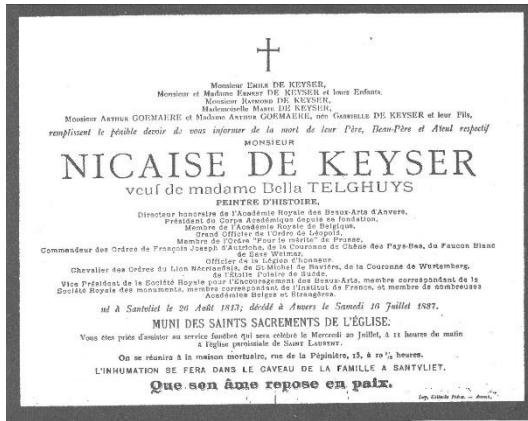 Monsieur EMILE DE KEYSER,
Monsieur et Madame ERNEST DE KEYSER et leurs Enfants,
Monsieur RAYMOND DE KEYSER,
Mademoiselle MARIE DE KEYSER,
Monsieur ARTHUR GOEMAERE et Madame ARTHUR GOEMAERE, née GABRIELLE DE KEYSER et leur Fils,
remplissent le pénible devoir de vous informer de la mort de leur Père, Beau-Père et Aïeul respectif
MONSIEUR
NICAISE DE KEYSER
veuf de madame Bella TELGHUYS
PEINTRE D'HISTOIRE,
Directeur honoraire de l'Académie Royale des Beaux-Arts d'Anvers,
Président du Corps Académique depuis sa fondation,
Membre de l'Académie Royale de Belgique,
Grand Officier de l'Ordre de Léopold,
Membre de l'Ordre "Pour le mérite" de Prusse,
Commandeur des Ordres de François Joseph d'Autriche, de la Couronne de Chêne des Pays-Bas, du Faucon Blanc
de Saxe Weimar,
Officier de la Légion d'honneur.
Chevalier des Ordres du Lion Néerlandais, de St-Michel de Bavière, de la Couronne de Wurtemberg,
de l'Étoile Polaire de Suède,
Vice Président de la Société Royale pour l'Encouragement des Beaux-Arts, membre correspondant de la
Société Royale des monuments, membre correspondant de l'Institut de France, et membre de nombreuses
Académies Belges et Étrangères.
né à Santvliet le 26 Août 1813; décédé à Anvers le Samedi 16 Juillet 1887.
MUNI DES SAINTS SACREMENTS DE L'ÉGLISE:
Vous êtes priés d'assister au service funèbre qui sera célébré le Mercredi 20 Juillet, à 11 heures du matin
à l'église paroissiale de SAINT LAURENT.
On se réunira à la maison mortuaire, rue de la Pépinière, 15, à 10 ½ heures.
L'INHUMATION SE FERA DANS LE CAVEAU DE LA FAMILLE A SANTVLIET.
Que son âme repose en paix.
Imp. — Anvers.